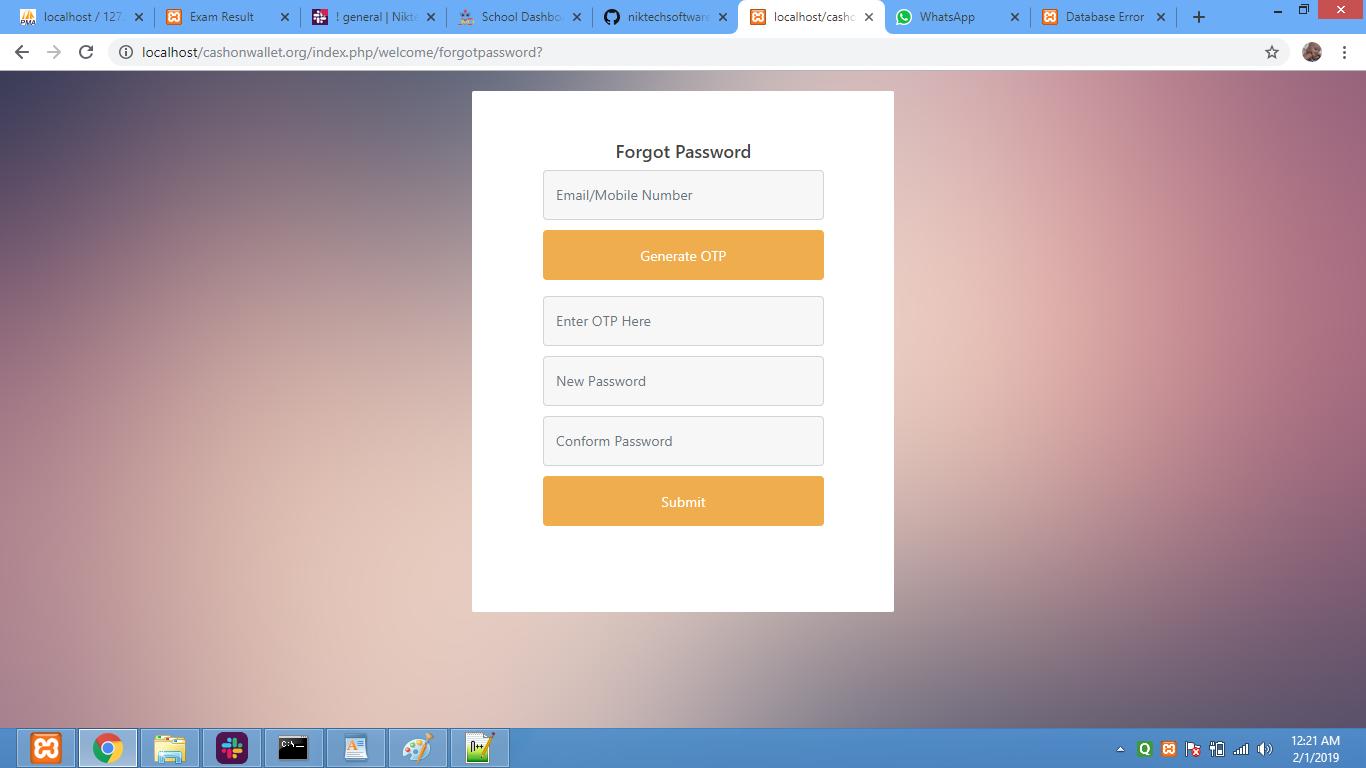 localhost / 127.
Exam Result
! general | Nikte
School Dashbo
niktechsoftware
localhost/casho
WhatsApp
Database Error
localhost/cashonwallet.org/index.php/welcome/forgotpassword?
Forgot Password
Email/Mobile Number
Generate OTP
Enter OTP Here
New Password
Conform Password
Submit
12:21 AM
2/1/2019